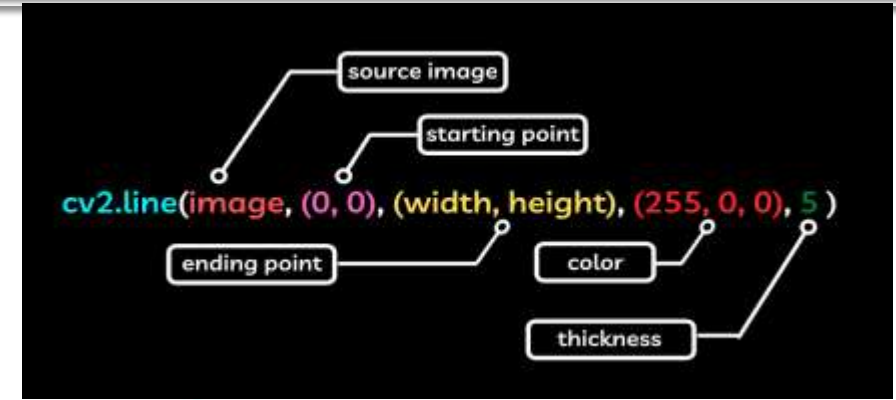 source image
starting point
cv2.line(image, (0, 0), (width, height), (255, 0, 0), 5 )
ending point
color
thickness